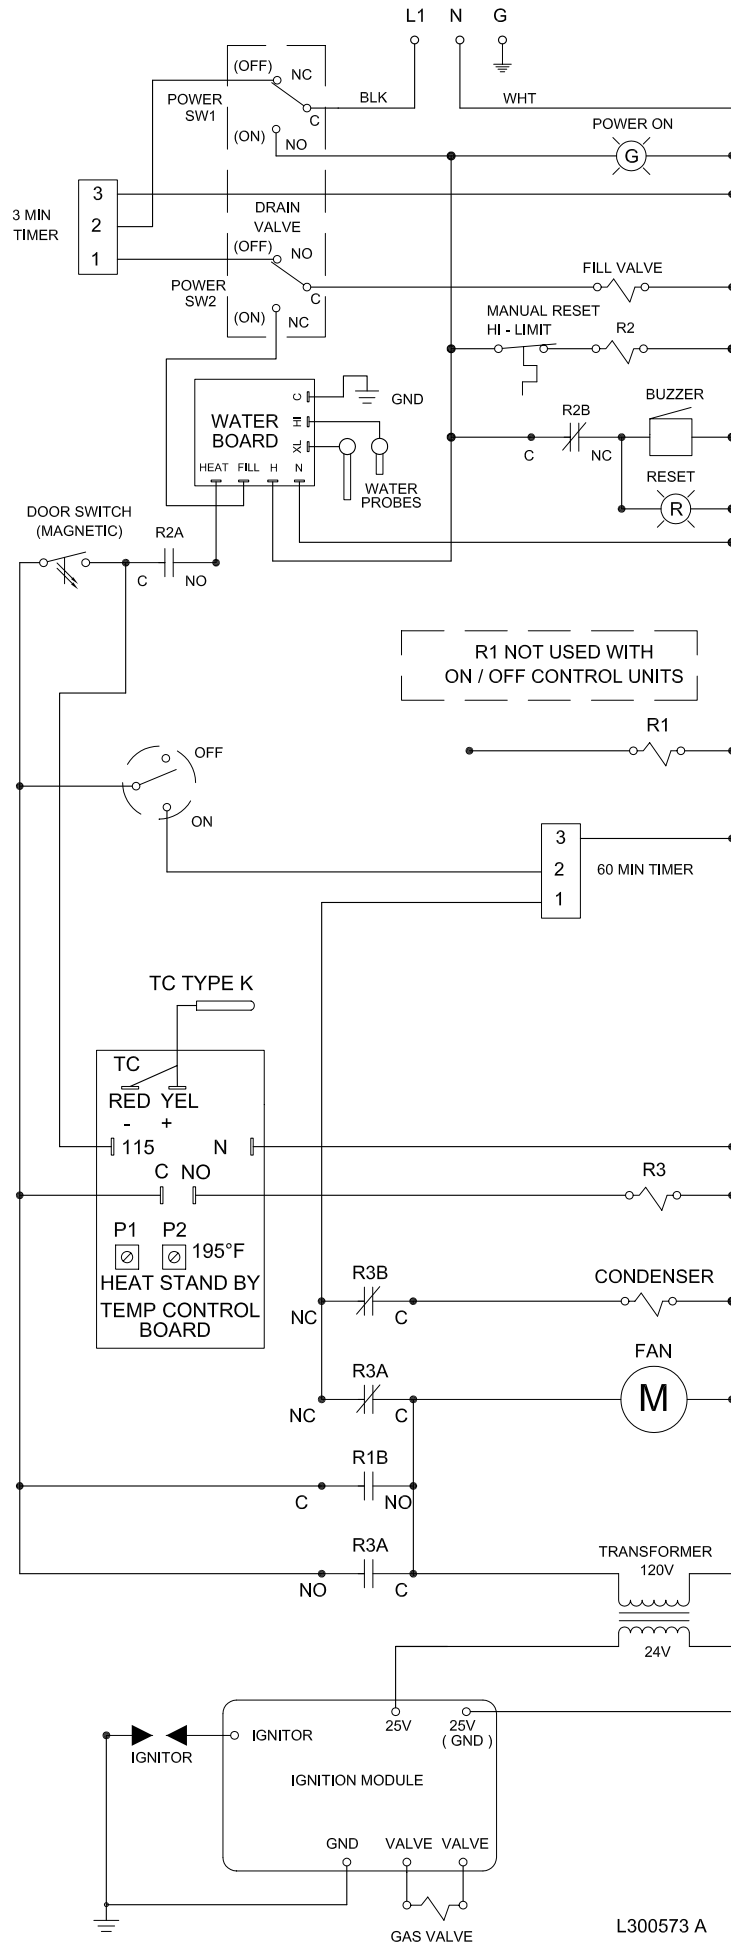 L1 N G
(OFF) NC
POWER
SW1
C
BLK
WHT
(ON) NO
POWER ON
G
3 MIN
TIMER
3
2
1
DRAIN
VALVE
(OFF) NO
POWER
SW2
C
(ON) NC
FILL VALVE
MANUAL RESET
HI - LIMIT
R2
BUZZER
R2B
C NC
RESET
R
C
GND
HI
XL
WATER
BOARD
HEAT FILL H N
WATER
PROBES
DOOR SWITCH
(MAGNETIC)
R2A
C NO
R1 NOT USED WITH
ON / OFF CONTROL UNITS
R1
OFF
ON
3
2
1
60 MIN TIMER
TC TYPE K
TC
RED YEL
- +
115 N
C NO
R3
P1 P2
195°F
HEAT STAND BY
TEMP CONTROL
BOARD
R3B
NC C
CONDENSER
FAN
R3A
NC C
M
R1B
C NO
R3A
NO C
TRANSFORMER
120V
24V
25V
25V
( GND )
IGNITOR
IGNITOR
IGNITION MODULE
GND VALVE VALVE
GAS VALVE
L300573 A